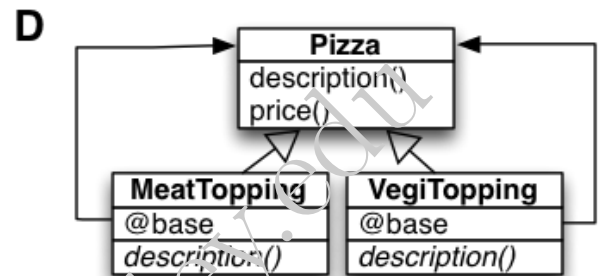 D
Pizza
description()
price()
MeatTopping
@base
description()
VegiTopping
@base
description()